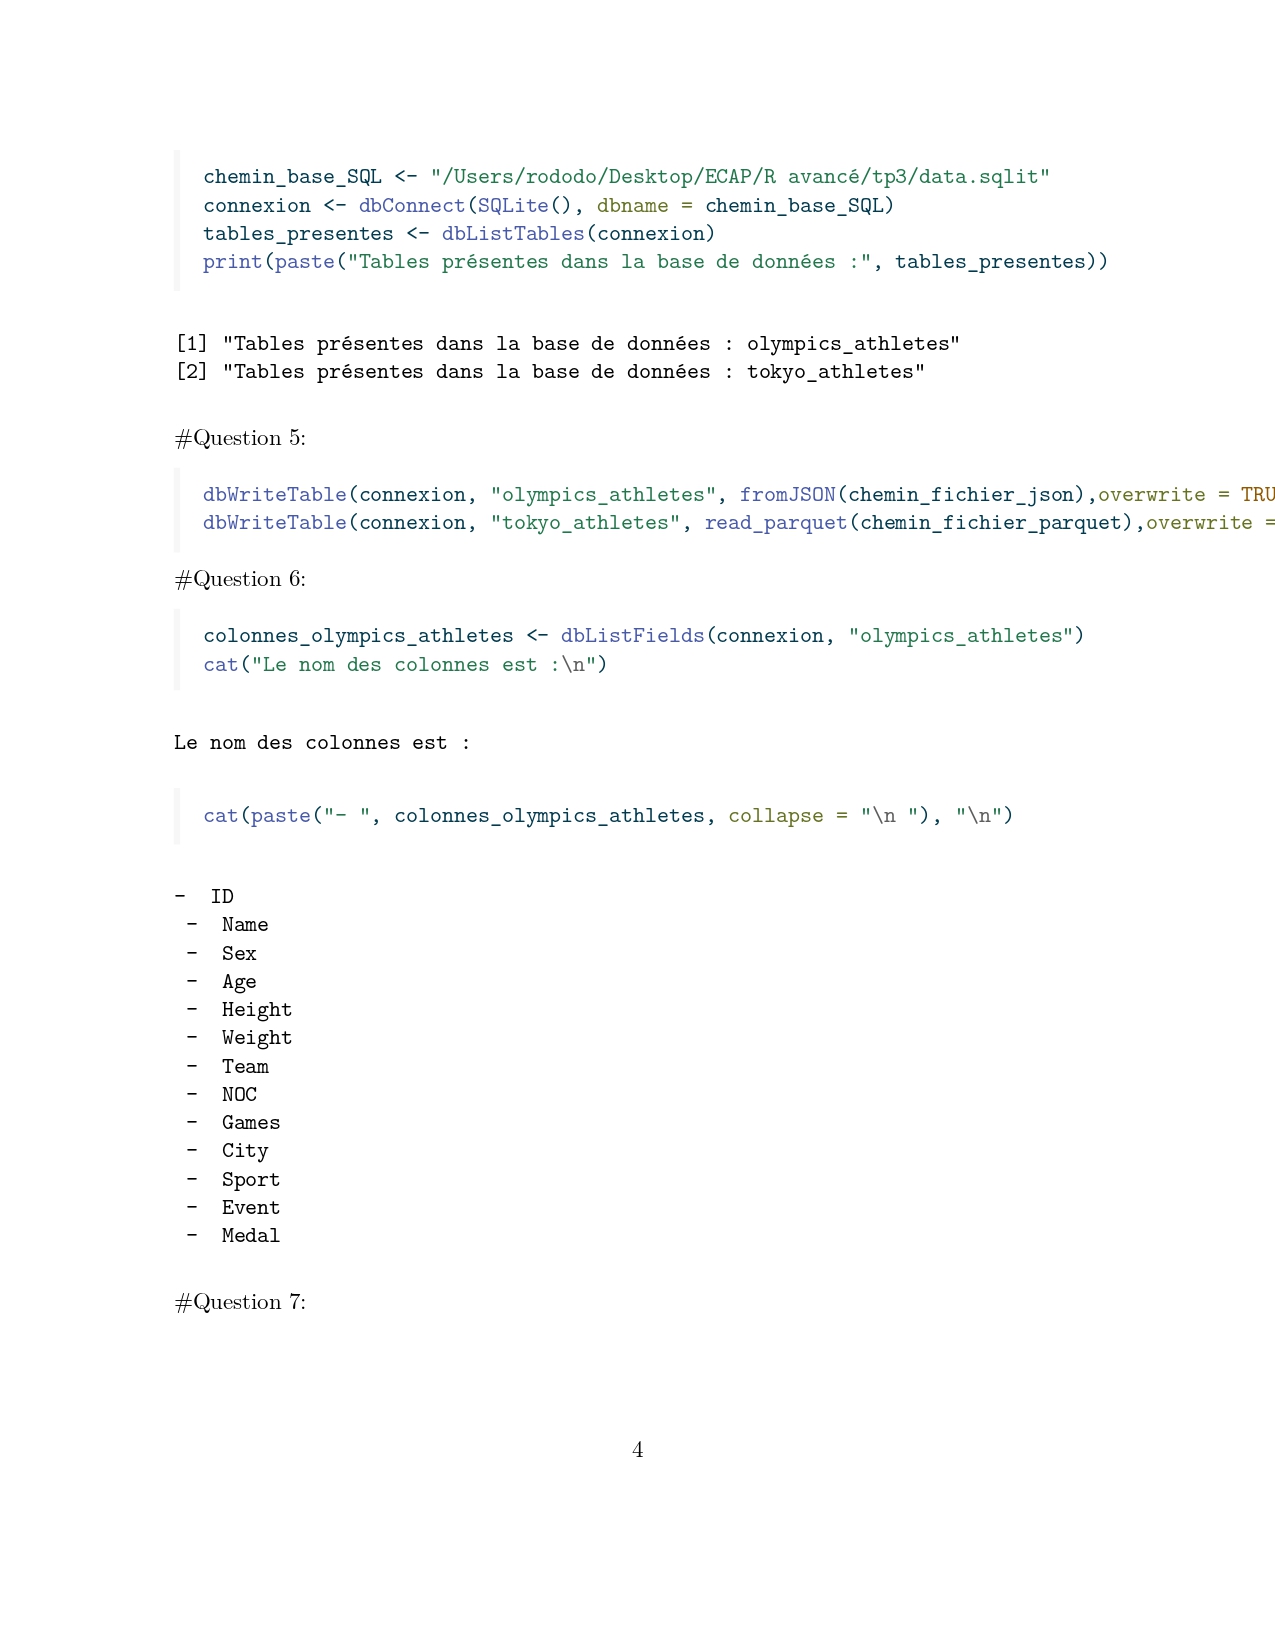 chemin_base_SQL <- "/Users/rododo/Desktop/ECAP/R avancé/tp3/data.sqlit"
connexion <- dbConnect(SQLite(), dbname = chemin_base_SQL)
tables_presentes <- dbListTables(connexion)
print(paste("Tables présentes dans la base de données :", tables_presentes))
[1] "Tables présentes dans la base de données : olympics_athletes"
[2] "Tables présentes dans la base de données : tokyo_athletes"
#Question 5:
dbWriteTable(connexion, "olympics_athletes", fromJSON(chemin_fichier_json),overwrite = TRU
dbWriteTable(connexion, "tokyo_athletes", read_parquet(chemin_fichier_parquet),overwrite =
#Question 6:
colonnes_olympics_athletes <- dbListFields(connexion, "olympics_athletes")
cat("Le nom des colonnes est :\n")
Le nom des colonnes est :
cat(paste("- ", colonnes_olympics_athletes, collapse = "\n "), "\n")
-  ID
 -  Name
 -  Sex
 -  Age
 -  Height
 -  Weight
 -  Team
 -  NOC
 -  Games
 -  City
 -  Sport
 -  Event
 -  Medal
#Question 7:
4